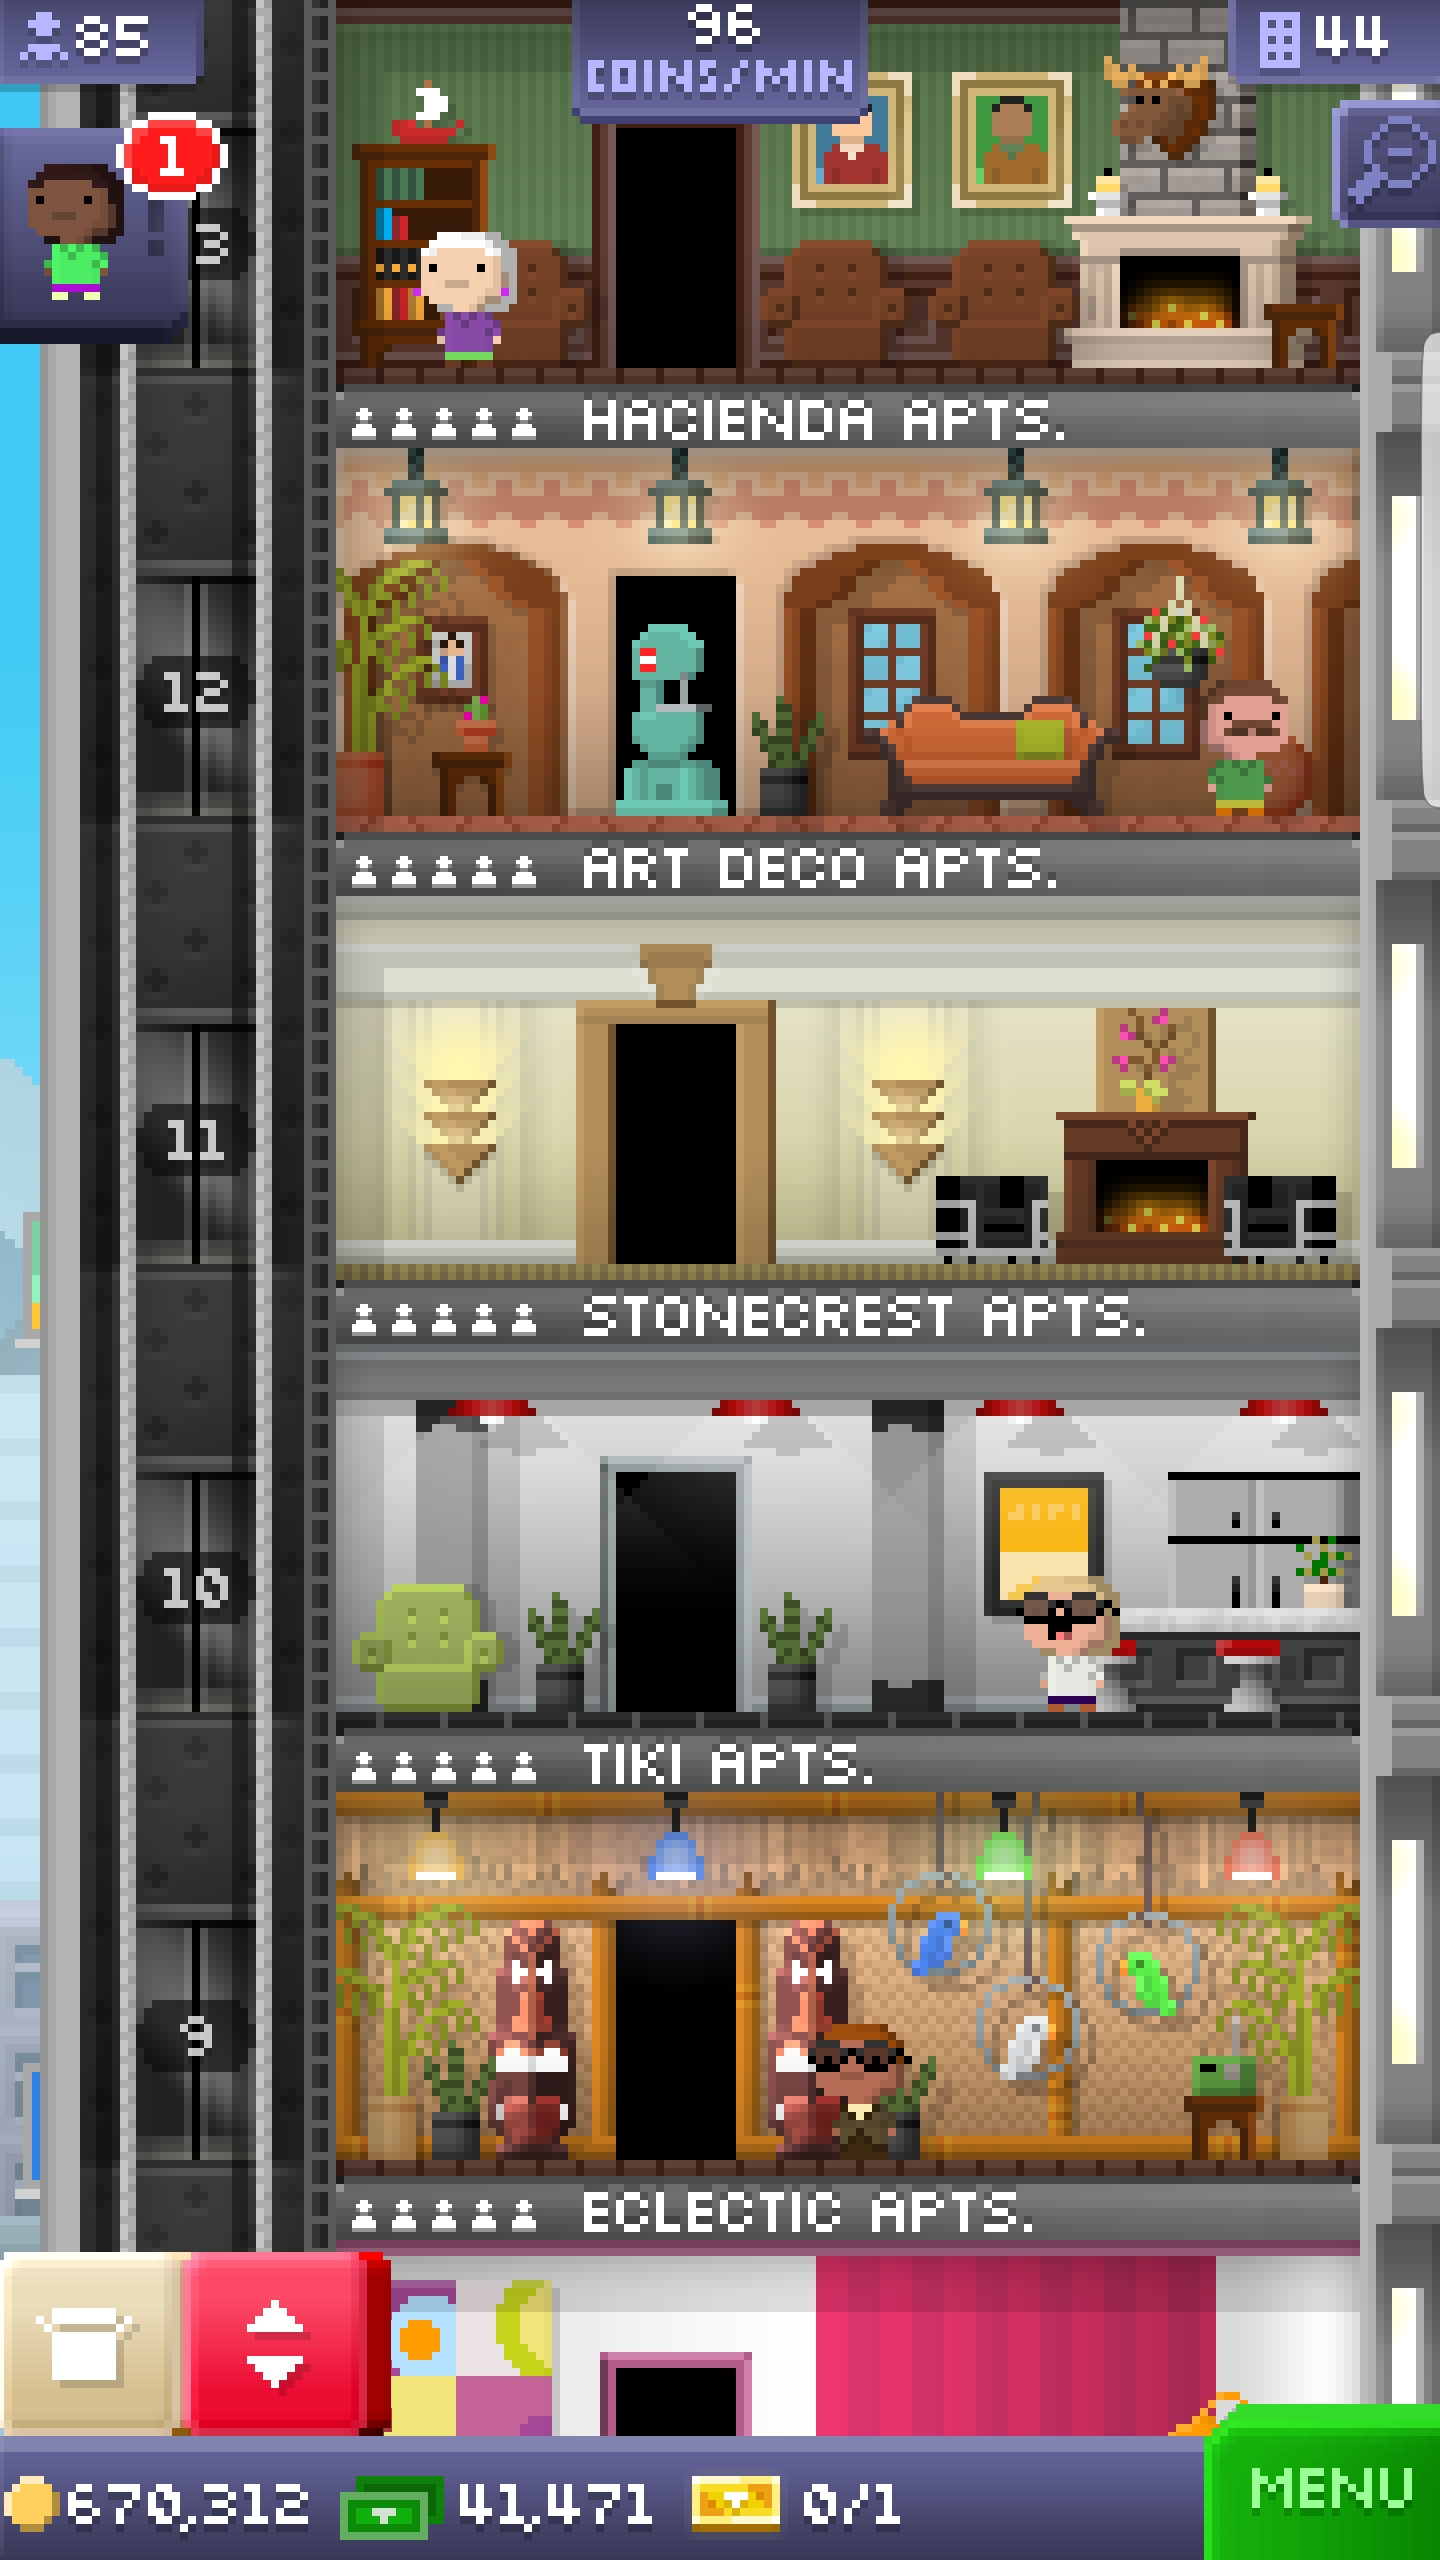 85
96
COINS/MIN
44
1
3
HACIENDA APTS.
12
ART DECO APTS.
11
STONECREST APTS.
10
TIKI APTS.
9
ECLECTIC APTS.
670,312
41,471
0/1
MENU